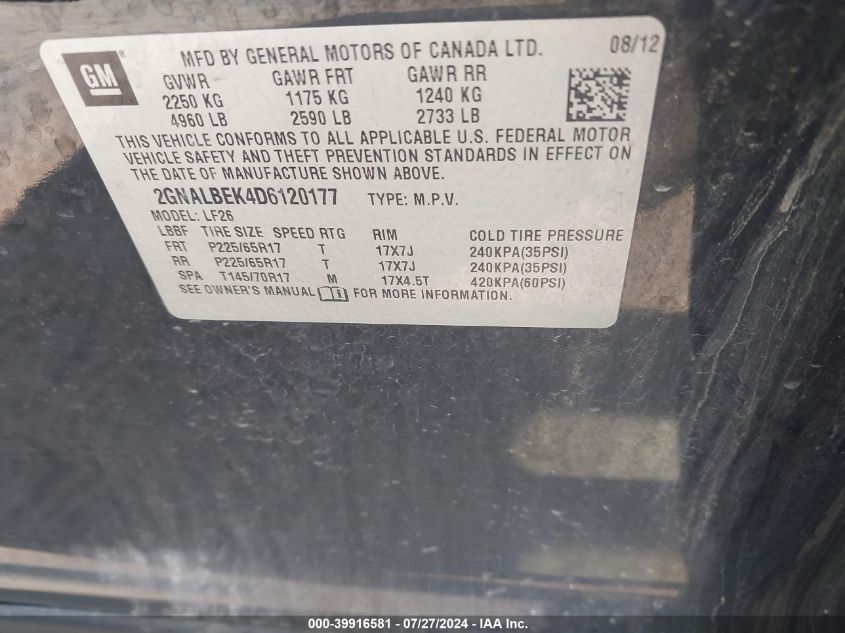 GM
MFD BY GENERAL MOTORS OF CANADA LTD. 08/12
GVWR GAWR FRT GAWR RR
2250 KG 1175 KG 1240 KG
4960 LB 2590 LB 2733 LB
THIS VEHICLE CONFORMS TO ALL APPLICABLE U.S. FEDERAL MOTOR
VEHICLE SAFETY AND THEFT PREVENTION STANDARDS IN EFFECT ON
THE DATE OF MANUFACTURE SHOWN ABOVE.
2GNALBEK4D6120177 TYPE: M.P.V.
MODEL: LF26
LBBF TIRE SIZE SPEED RTG RIM COLD TIRE PRESSURE
FRT P225/65R17 T 17X7J 240KPA(35PSI)
RR P225/65R17 T 17X7J 240KPA(35PSI)
SPA T145/70R17 M 17X4.5T 420KPA(60PSI)
SEE OWNER'S MANUAL FOR MORE INFORMATION.
000-39916581 / 07/27/2024 - IAA Inc.